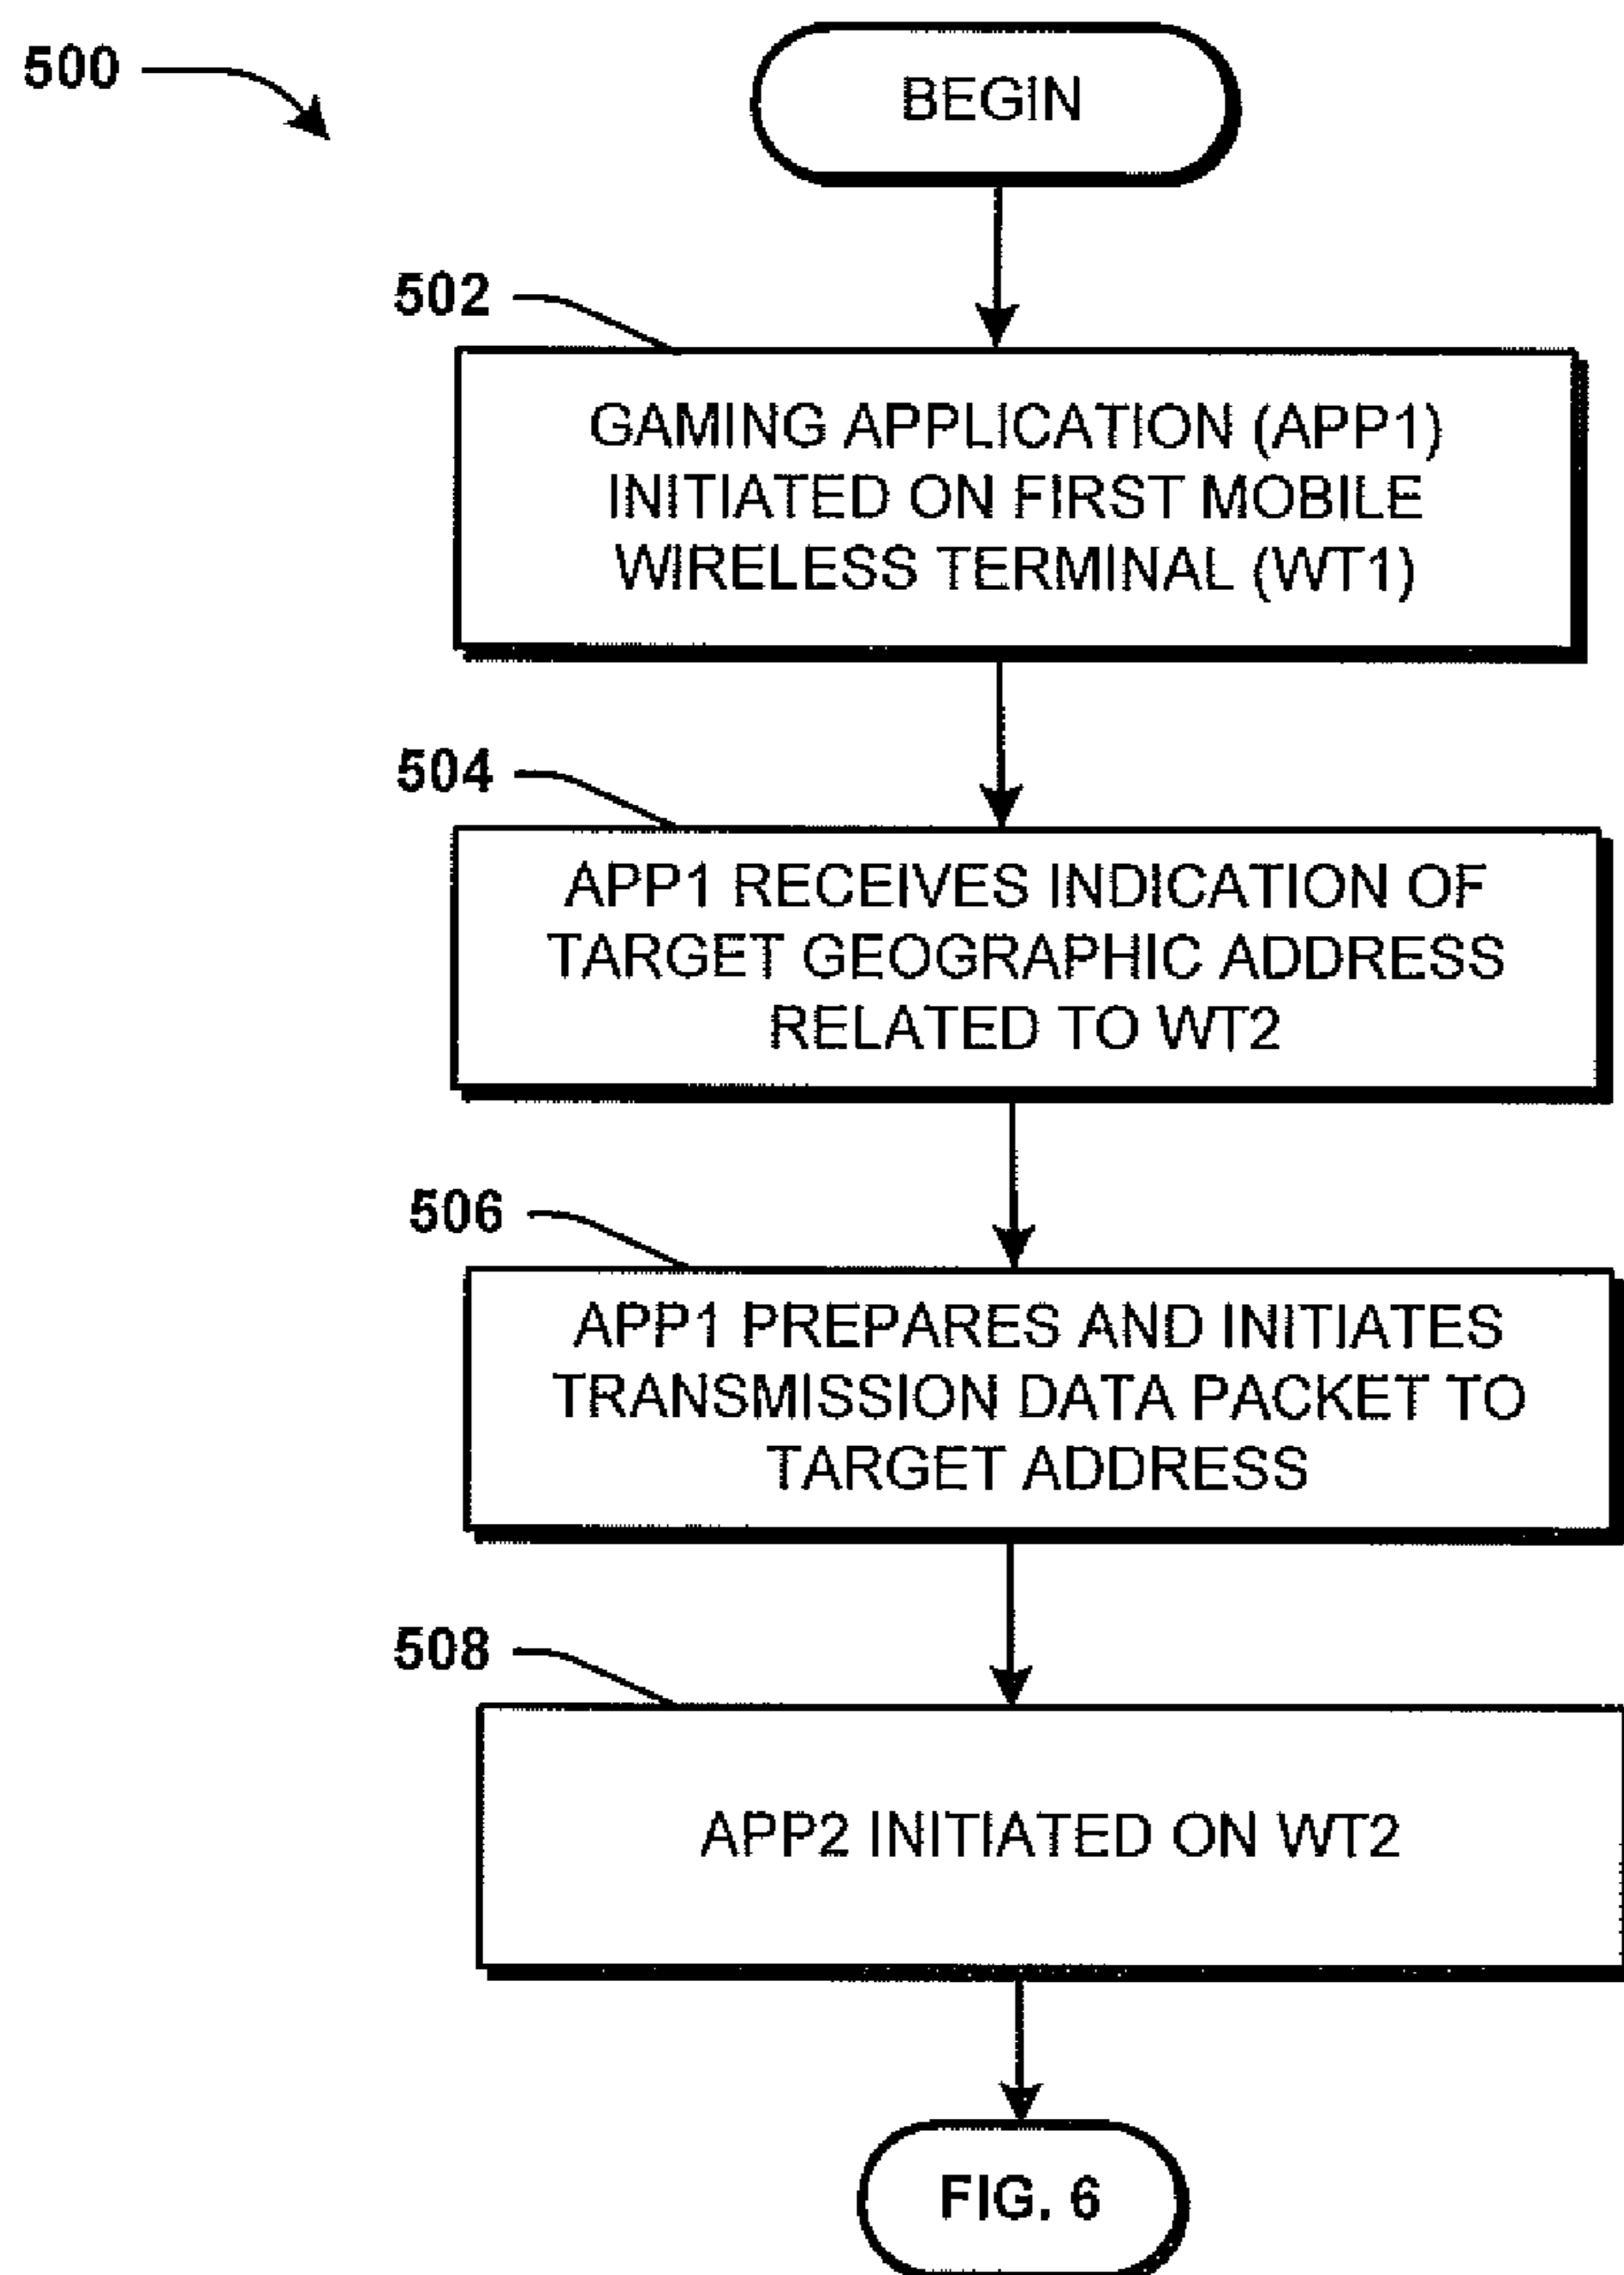 500
BEGIN
502
GAMING APPLICATION (APP1)
INITIATED ON FIRST MOBILE
WIRELESS TERMINAL (WT1)
504
APP1 RECEIVES INDICATION OF
TARGET GEOGRAPHIC ADDRESS
RELATED TO WT2
506
APP1 PREPARES AND INITIATES
TRANSMISSION DATA PACKET TO
TARGET ADDRESS
508
APP2 INITIATED ON WT2
FIG. 6